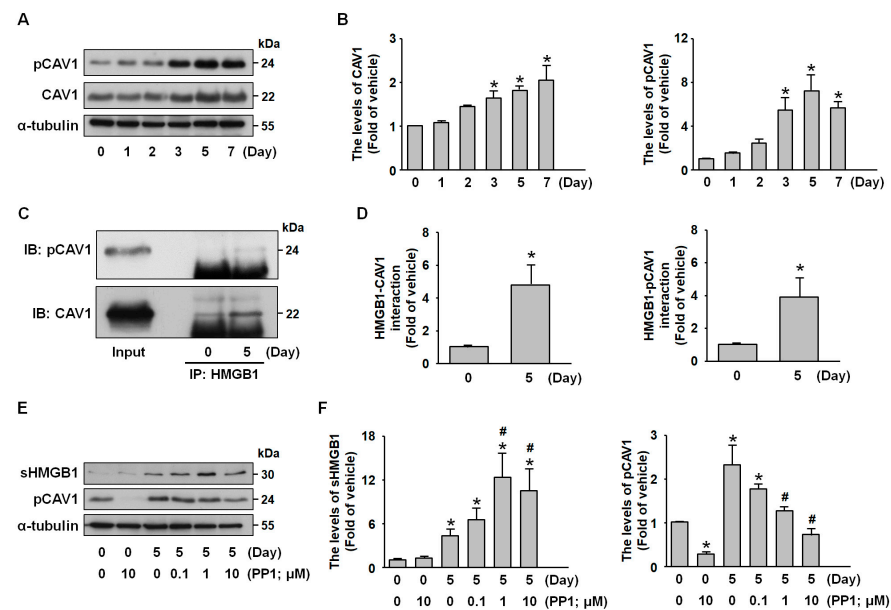 A
kDa
pCAV1
24
CAV1
22
α-tubulin
55
0 1 2 3 5 7 (Day)
B
The levels of CAV1
(Fold of vehicle)
3
2
1
0
* * *
0 1 2 3 5 7 (Day)
The levels of pCAV1
(Fold of vehicle)
12
8
4
0
* * *
0 1 2 3 5 7 (Day)
C
kDa
IB: pCAV1
24
IB: CAV1
22
Input
0 5 (Day)
IP: HMGB1
D
HMGB1-CAV1
interaction
(Fold of vehicle)
8
6
4
2
0
*
0 5 (Day)
HMGB1-pCAV1
interaction
(Fold of vehicle)
8
6
4
2
0
*
0 5 (Day)
E
kDa
sHMGB1
30
pCAV1
24
α-tubulin
55
0 0 5 5 5 5 (Day)
0 10 0 0.1 1 10 (PP1; µM)
F
The levels of sHMGB1
(Fold of vehicle)
18
12
6
0
# #
* * * *
0 0 5 5 5 5 (Day)
0 10 0 0.1 1 10 (PP1; µM)
The levels of pCAV1
(Fold of vehicle)
3
2
1
0
* * * # #
0 0 5 5 5 5 (Day)
0 10 0 0.1 1 10 (PP1; µM)